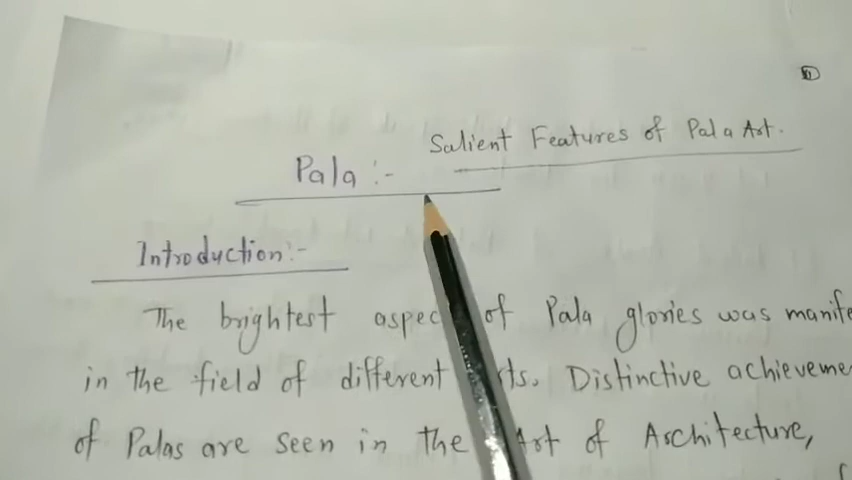 1
Salient Features of Pala Art.
Pala :-
Introduction :-
The brightest aspec of Pala glories was manife
in the field of different rts. Distinctive achieveme
of Palas are seen in the Art of Architecture,